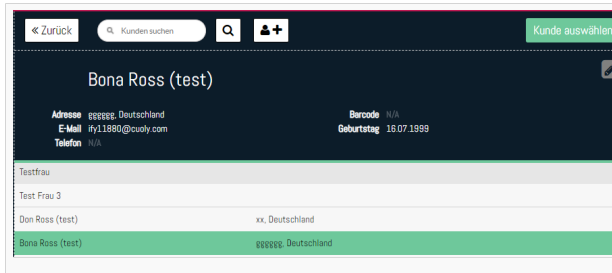 « Zurück Kunden suchen Kunde auswählen
Bona Ross (test)
Adresse gggggg, Deutschland Barcode N/A
E-Mail ify11880@cuoly.com Geburtstag 16.07.1999
Telefon N/A
Testfrau
Test Frau 3
Don Ross (test) xx, Deutschland
Bona Ross (test) gggggg, Deutschland